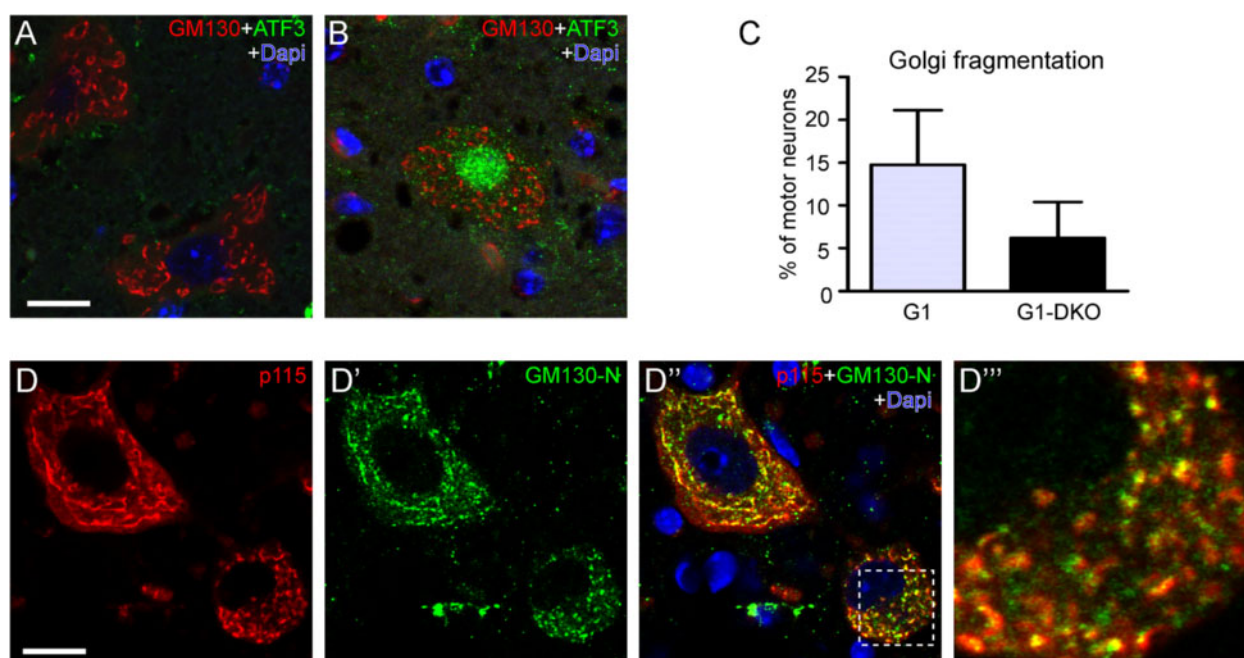 A
GM130+ATF3
+Dapi
B
GM130+ATF3
+Dapi
C
Golgi fragmentation
% of motor neurons
25
20
15
10
5
0
G1
G1-DKO
D
p115
D'
GM130-N
D''
p115+GM130-N
+Dapi
D'''